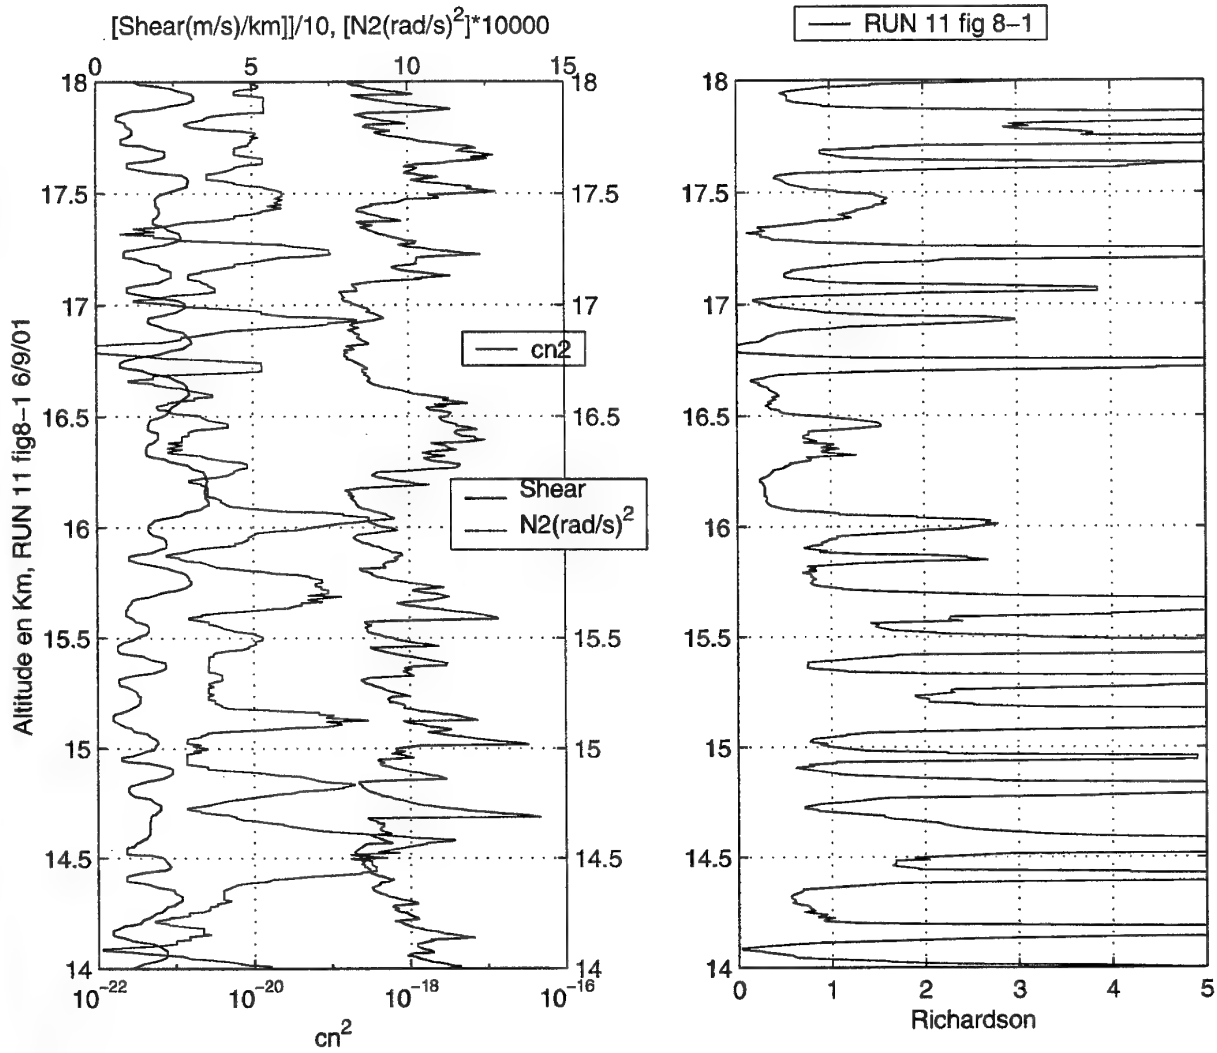 [Shear(m/s)/km]]/10, [N2(rad/s)²]*10000
0 5 10 15
18 18
17.5 17.5
17 17
16.5 16.5
16 16
15.5 15.5
15 15
14.5 14.5
14 14
Altitude en Km, RUN 11 fig8-1 6/9/01
cn2
Shear
N2(rad/s)²
10⁻²² 10⁻²⁰ 10⁻¹⁸ 10⁻¹⁶
cn²
RUN 11 fig 8-1
18
17.5
17
16.5
16
15.5
15
14.5
14
0 1 2 3 4 5
Richardson